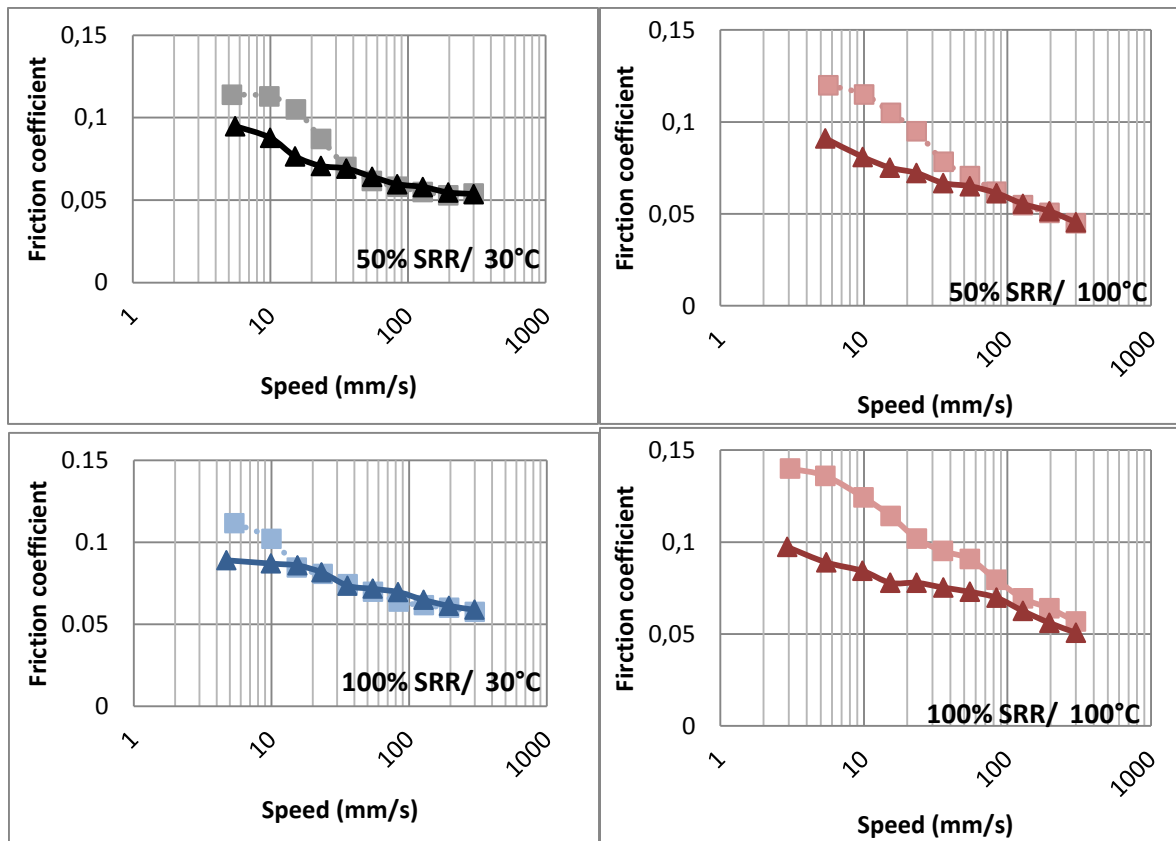 0,15
0,1
0,05
0
Friction coefficient
50% SRR/ 30°C
1
10
100
1000
Speed (mm/s)
0,15
0,1
0,05
0
Firction coefficient
50% SRR/ 100°C
1
10
100
1000
Speed (mm/s)
0.15
0.1
0.05
0
Friction coefficient
100% SRR/ 30°C
1
10
100
1000
Speed (mm/s)
0,15
0,1
0,05
0
Firction coefficient
100% SRR/ 100°C
1
10
100
1000
Speed (mm/s)